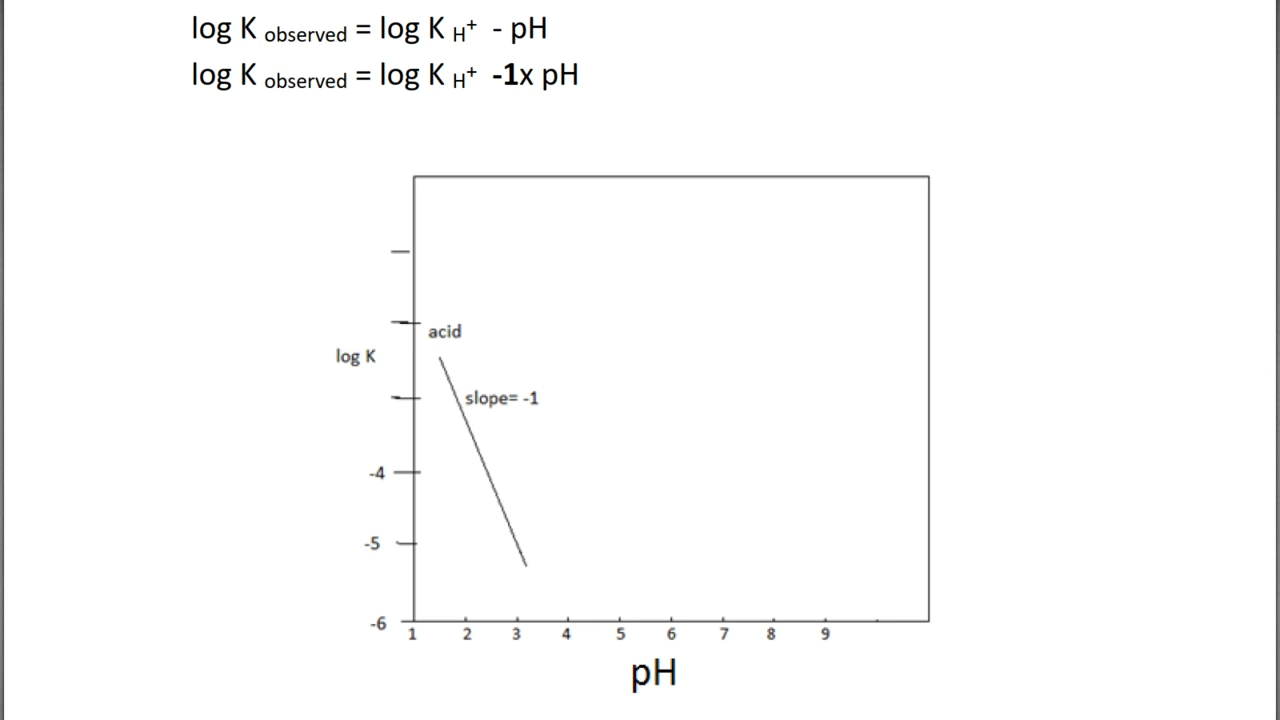 log K observed = log K H+ - pH
log K observed = log K H+ -1x pH
acid
log K
slope= -1
-4
-5
-6
1 2 3 4 5 6 7 8 9
pH